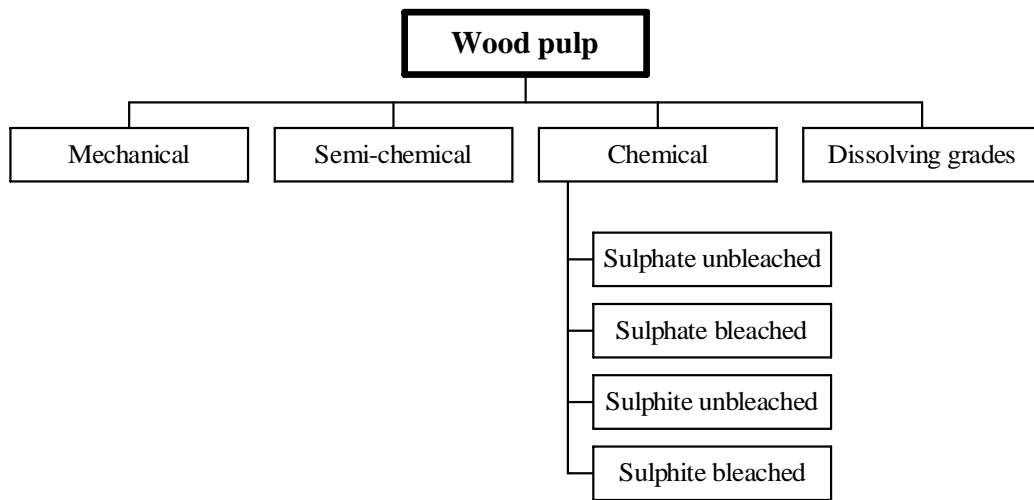 Wood pulp
Mechanical
Semi-chemical
Chemical
Dissolving grades
Sulphate unbleached
Sulphate bleached
Sulphite unbleached
Sulphite bleached